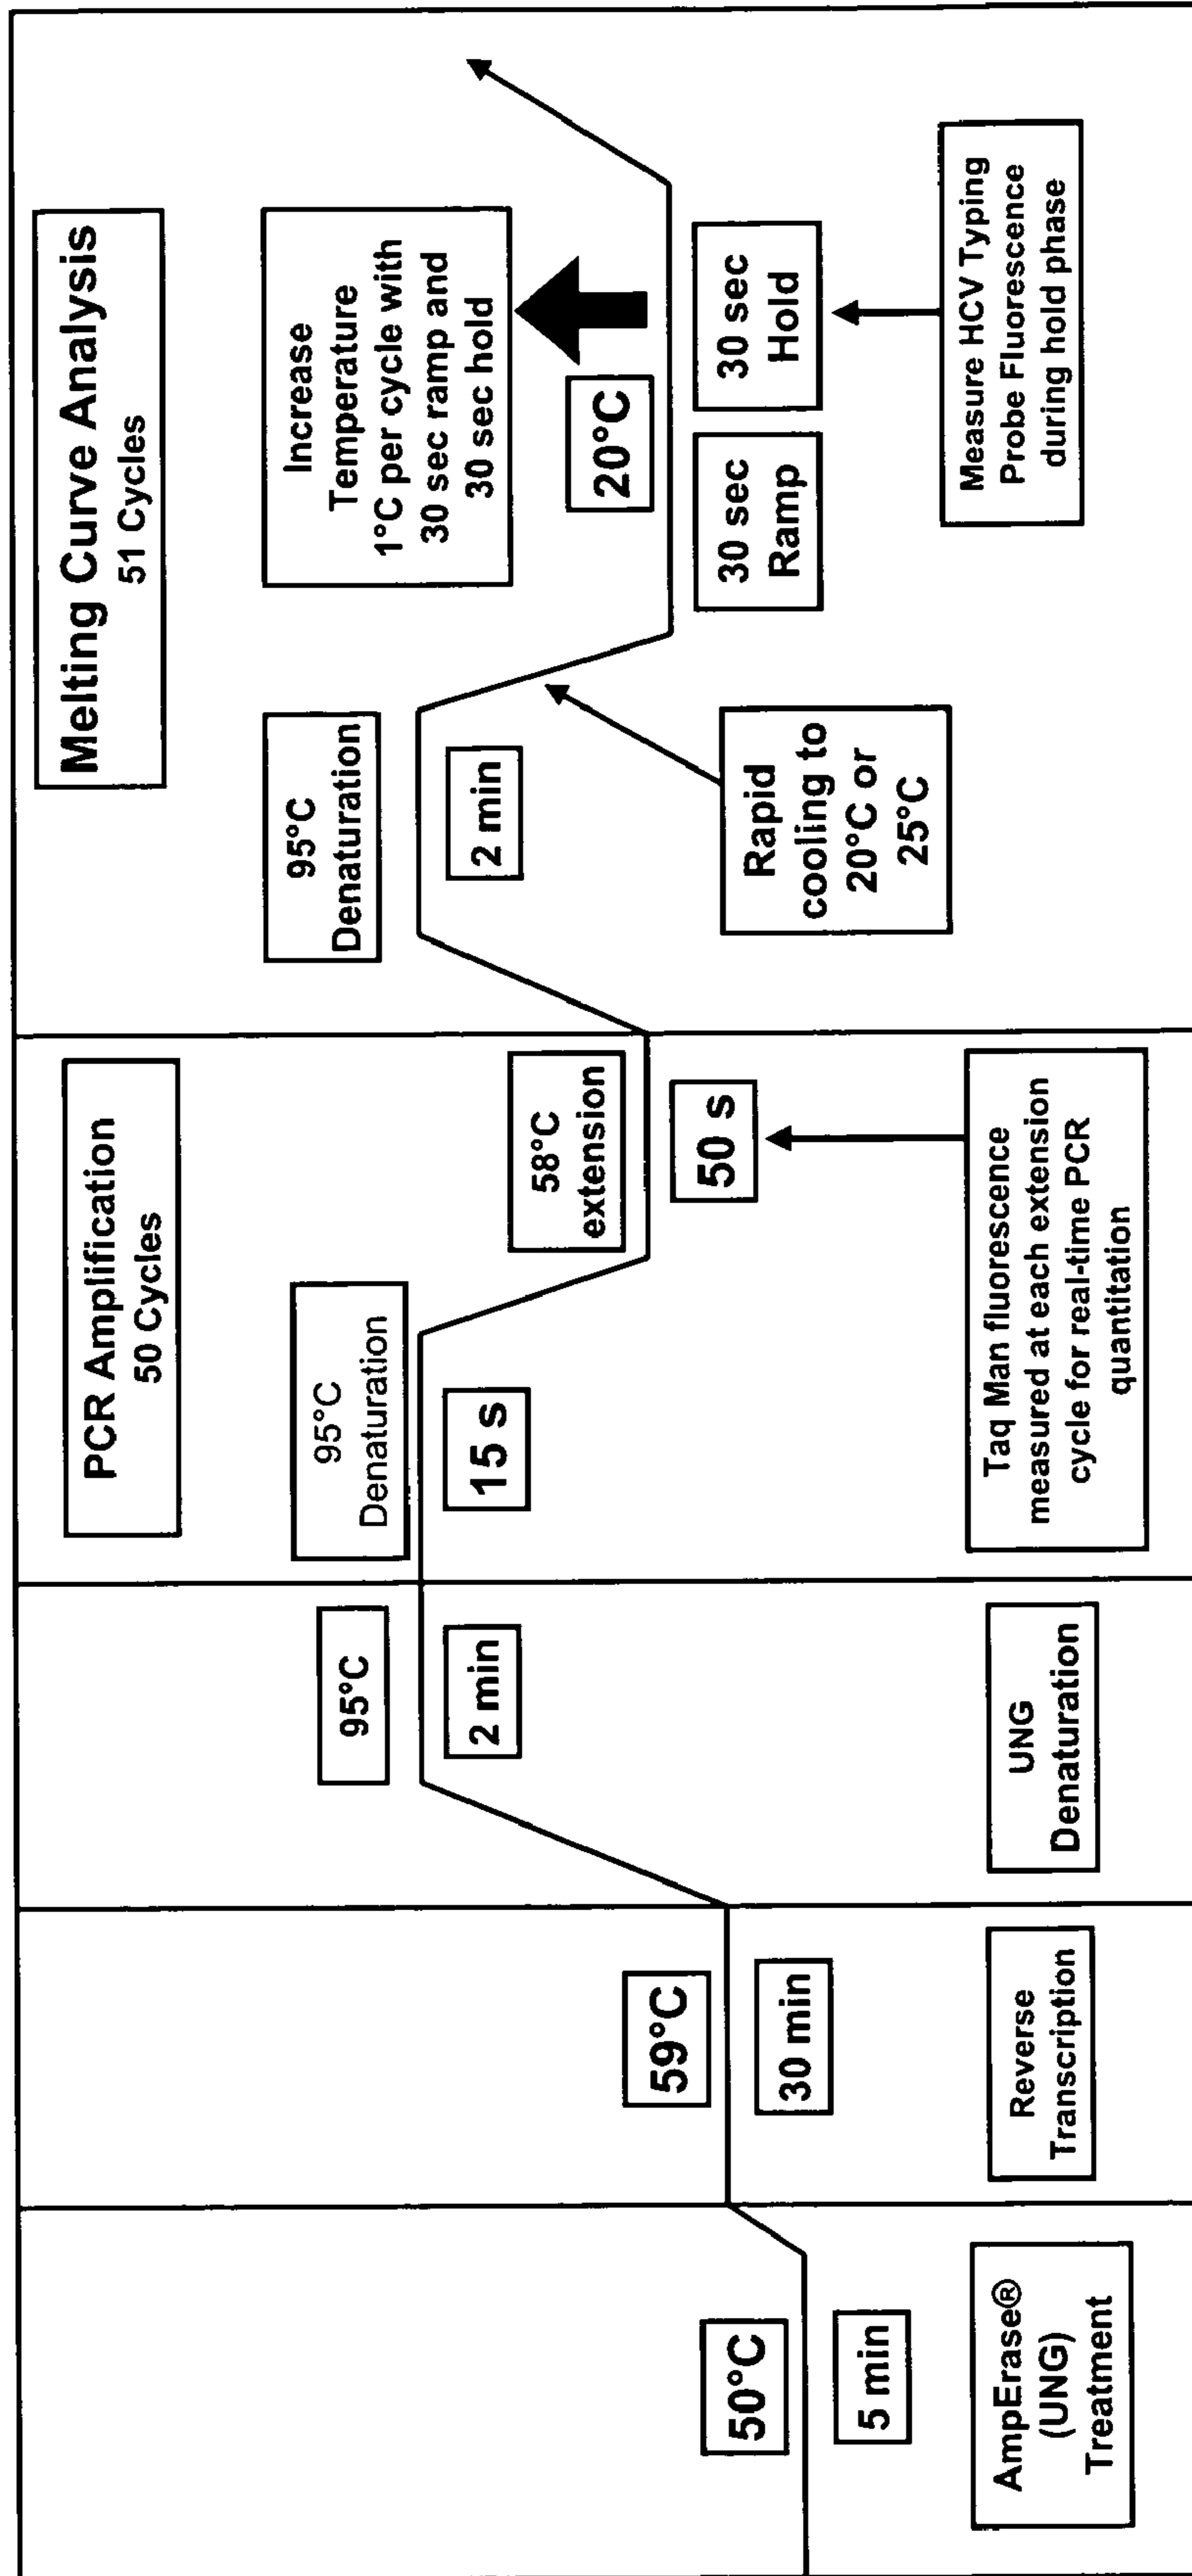 50°C
5 min
AmpErase®
(UNG)
Treatment
59°C
30 min
Reverse
Transcription
95°C
2 min
UNG
Denaturation
PCR Amplification
50 Cycles
95°C
Denaturation
15 s
58°C
extension
50 s
Taq Man fluorescence
measured at each extension
cycle for real-time PCR
quantitation
Melting Curve Analysis
51 Cycles
95°C
Denaturation
2 min
Rapid
cooling to
20°C or
25°C
Increase
Temperature
1°C per cycle with
30 sec ramp and
30 sec hold
20°C
30 sec
Ramp
30 sec
Hold
Measure HCV Typing
Probe Fluorescence
during hold phase